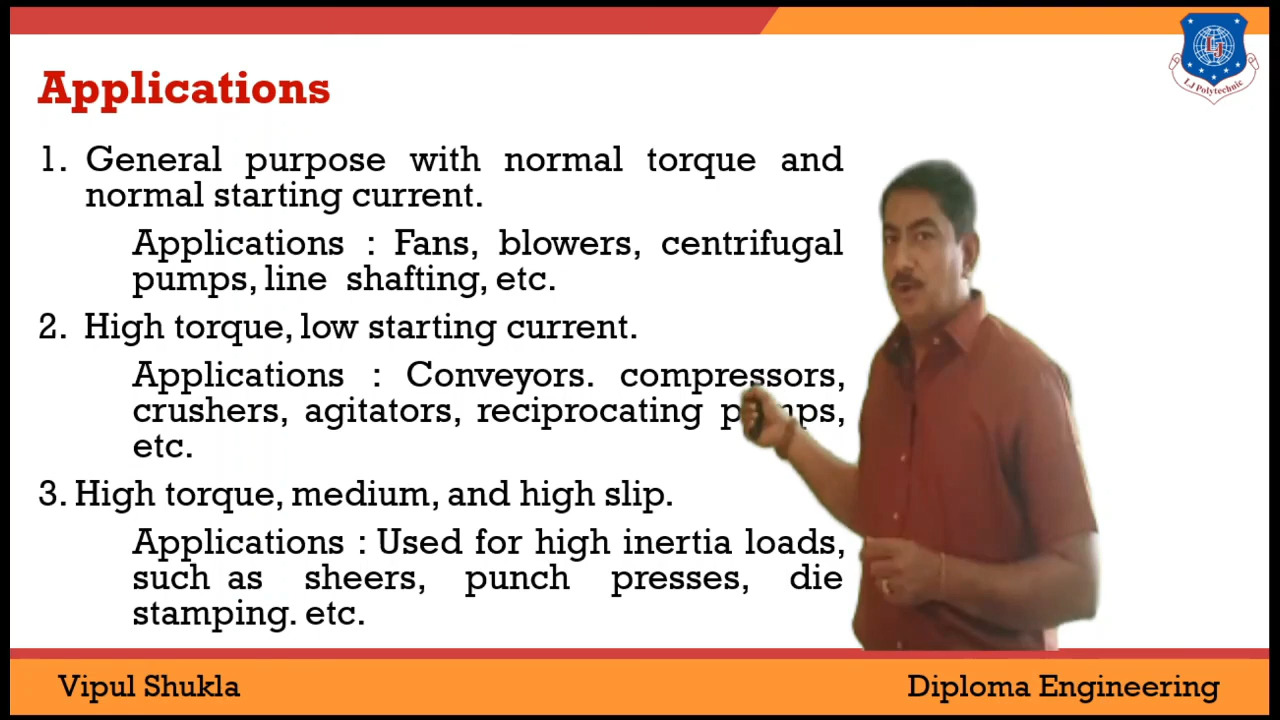 LJ
LJ Polytechnic
Applications
1. General purpose with normal torque and
normal starting current.
Applications : Fans, blowers, centrifugal
pumps, line shafting, etc.
2. High torque, low starting current.
Applications : Conveyors. compressors,
crushers, agitators, reciprocating pumps,
etc.
3. High torque, medium, and high slip.
Applications : Used for high inertia loads,
such as sheers, punch presses, die
stamping. etc.
Vipul Shukla
Diploma Engineering